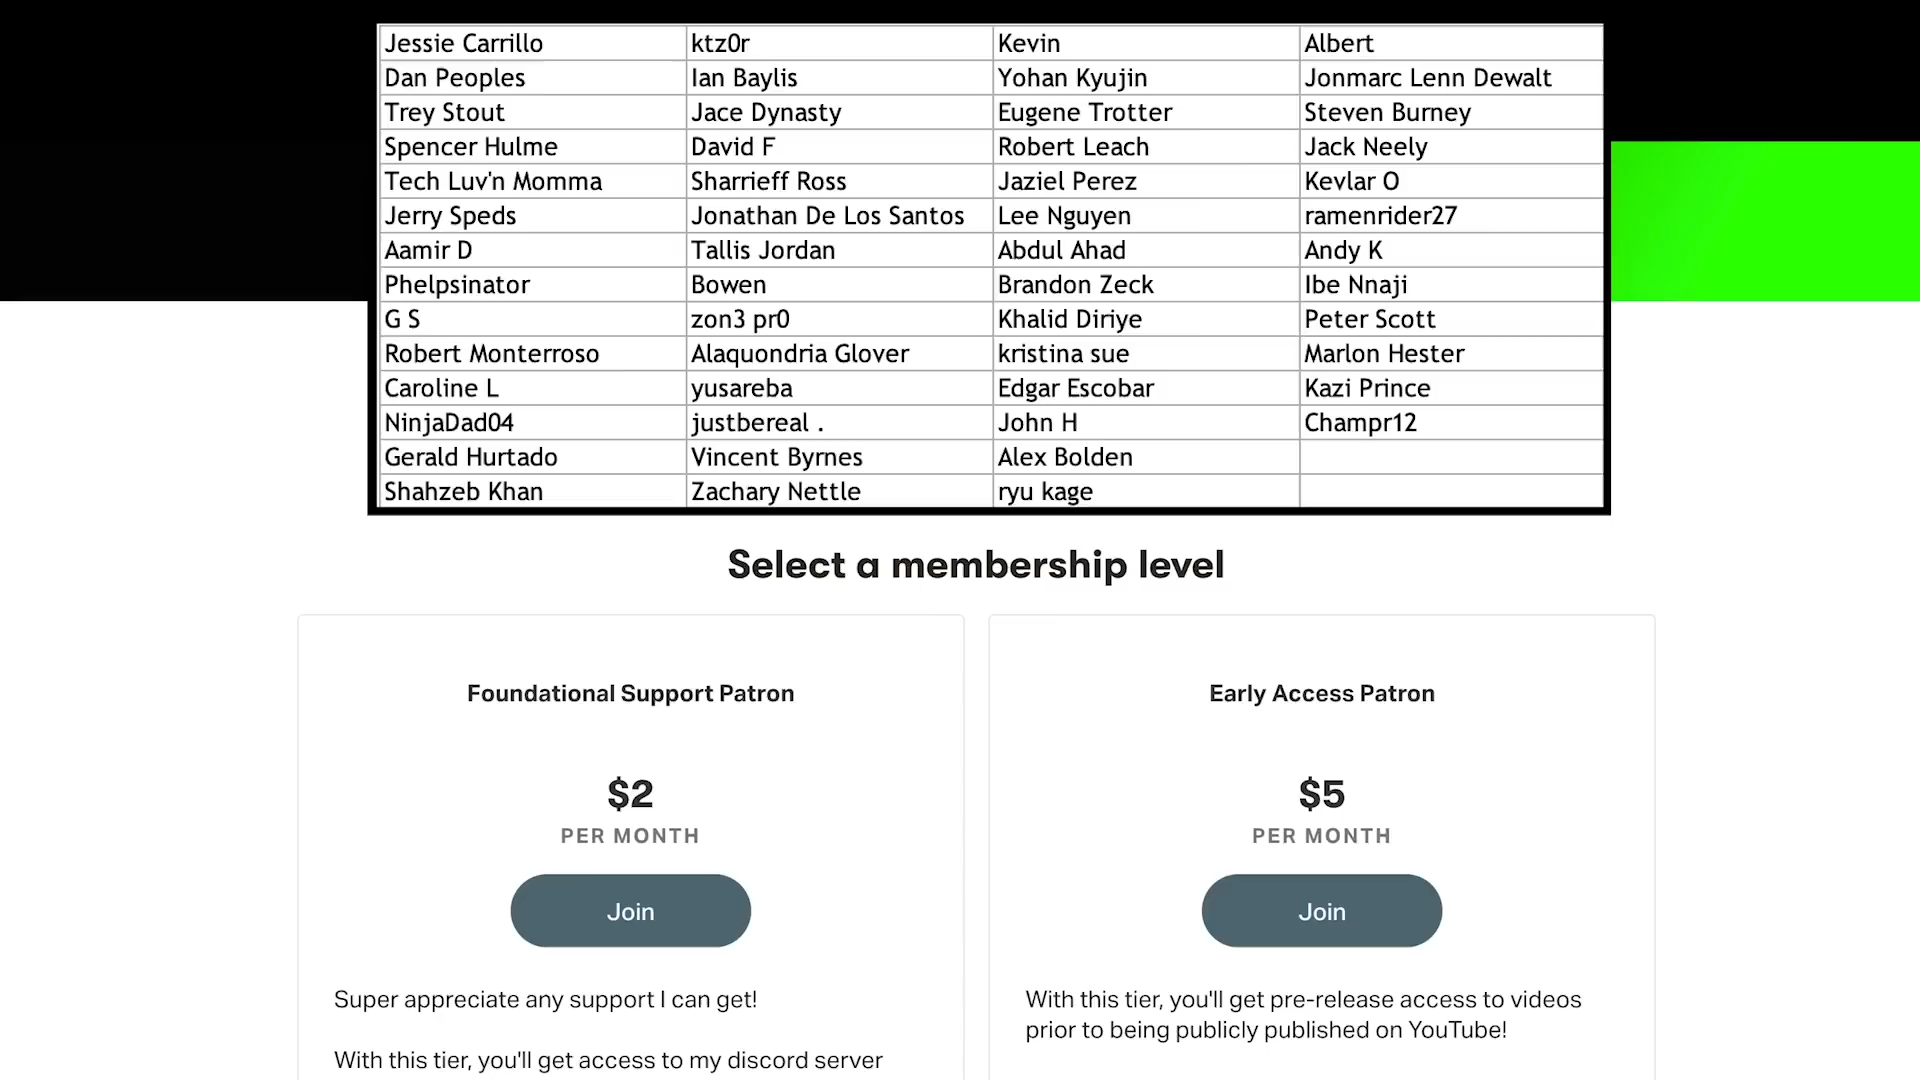 Jessie Carrillo ktz0r Kevin Albert
Dan Peoples Ian Baylis Yohan Kyujin Jonmarc Lenn Dewalt
Trey Stout Jace Dynasty Eugene Trotter Steven Burney
Spencer Hulme David F Robert Leach Jack Neely
Tech Luv'n Momma Sharrieff Ross Jaziel Perez Kevlar O
Jerry Speds Jonathan De Los Santos Lee Nguyen ramenrider27
Aamir D Tallis Jordan Abdul Ahad Andy K
Phelpsinator Bowen Brandon Zeck Ibe Nnaji
G S zon3 pr0 Khalid Diriye Peter Scott
Robert Monterroso Alaquondria Glover kristina sue Marlon Hester
Caroline L yusareba Edgar Escobar Kazi Prince
NinjaDad04 justbereal . John H Champr12
Gerald Hurtado Vincent Byrnes Alex Bolden
Shahzeb Khan Zachary Nettle ryu kage
Select a membership level
Foundational Support Patron
$2
PER MONTH
Join
Super appreciate any support I can get!
With this tier, you'll get access to my discord server
Early Access Patron
$5
PER MONTH
Join
With this tier, you'll get pre-release access to videos
prior to being publicly published on YouTube!